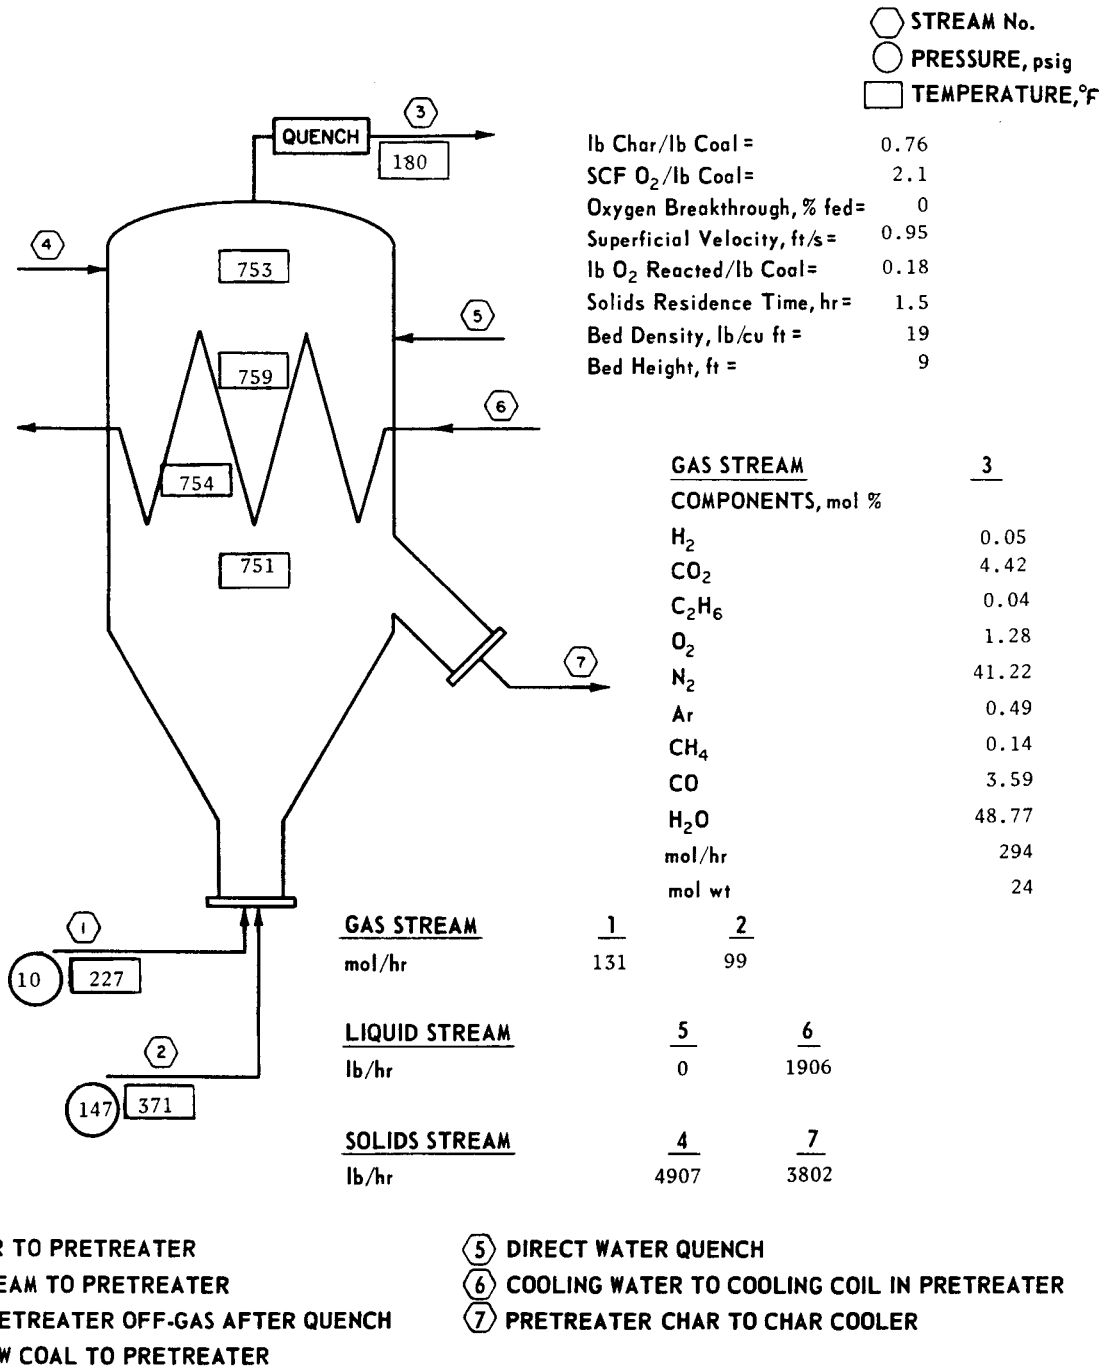 STREAM No.
PRESSURE, psig
TEMPERATURE, °F
3
QUENCH
180
lb Char/lb Coal = 0.76
SCF O2/lb Coal= 2.1
Oxygen Breakthrough, % fed= 0
Superficial Velocity, ft/s= 0.95
lb O2 Reacted/lb Coal= 0.18
Solids Residence Time, hr= 1.5
Bed Density, lb/cu ft = 19
Bed Height, ft = 9
4
753
5
759
6
754
751
7
GAS STREAM 3
COMPONENTS, mol %
H2 0.05
CO2 4.42
C2H6 0.04
O2 1.28
N2 41.22
Ar 0.49
CH4 0.14
CO 3.59
H2O 48.77
mol/hr 294
mol wt 24
1
10 227
2
147 371
GAS STREAM 1 2
mol/hr 131 99
LIQUID STREAM 5 6
lb/hr 0 1906
SOLIDS STREAM 4 7
lb/hr 4907 3802
R TO PRETREATER
EAM TO PRETREATER
ETREATER OFF-GAS AFTER QUENCH
W COAL TO PRETREATER
5 DIRECT WATER QUENCH
6 COOLING WATER TO COOLING COIL IN PRETREATER
7 PRETREATER CHAR TO CHAR COOLER